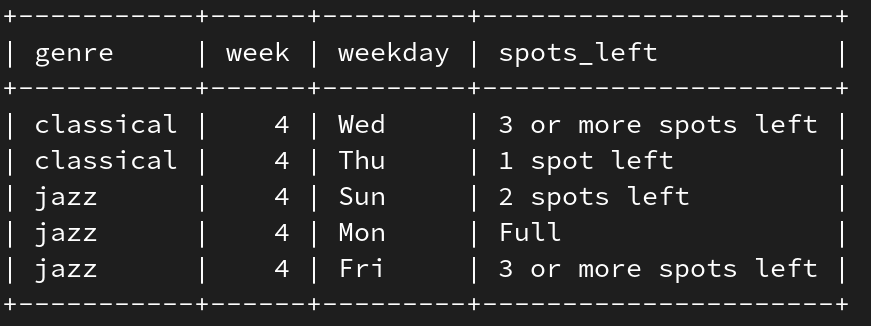 +-----------+------+---------+----------------------+
| genre     | week | weekday | spots_left           |
+-----------+------+---------+----------------------+
| classical |    4 | Wed     | 3 or more spots left |
| classical |    4 | Thu     | 1 spot left          |
| jazz      |    4 | Sun     | 2 spots left         |
| jazz      |    4 | Mon     | Full                 |
| jazz      |    4 | Fri     | 3 or more spots left |
+-----------+------+---------+----------------------+